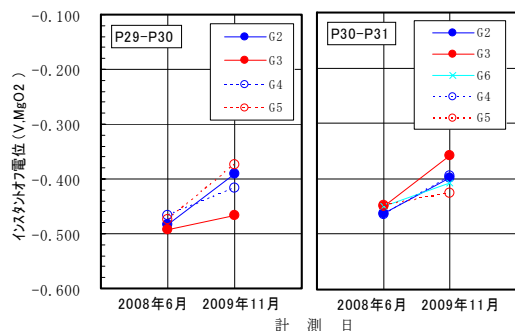 インスタントオフ電位(V,MgO2)
-0.100
-0.200
-0.300
-0.400
-0.500
-0.600
P29-P30
G2
G3
G4
G5
2008年6月
2009年11月
P30-P31
G2
G3
G6
G4
G5
2008年6月
2009年11月
計 測 日